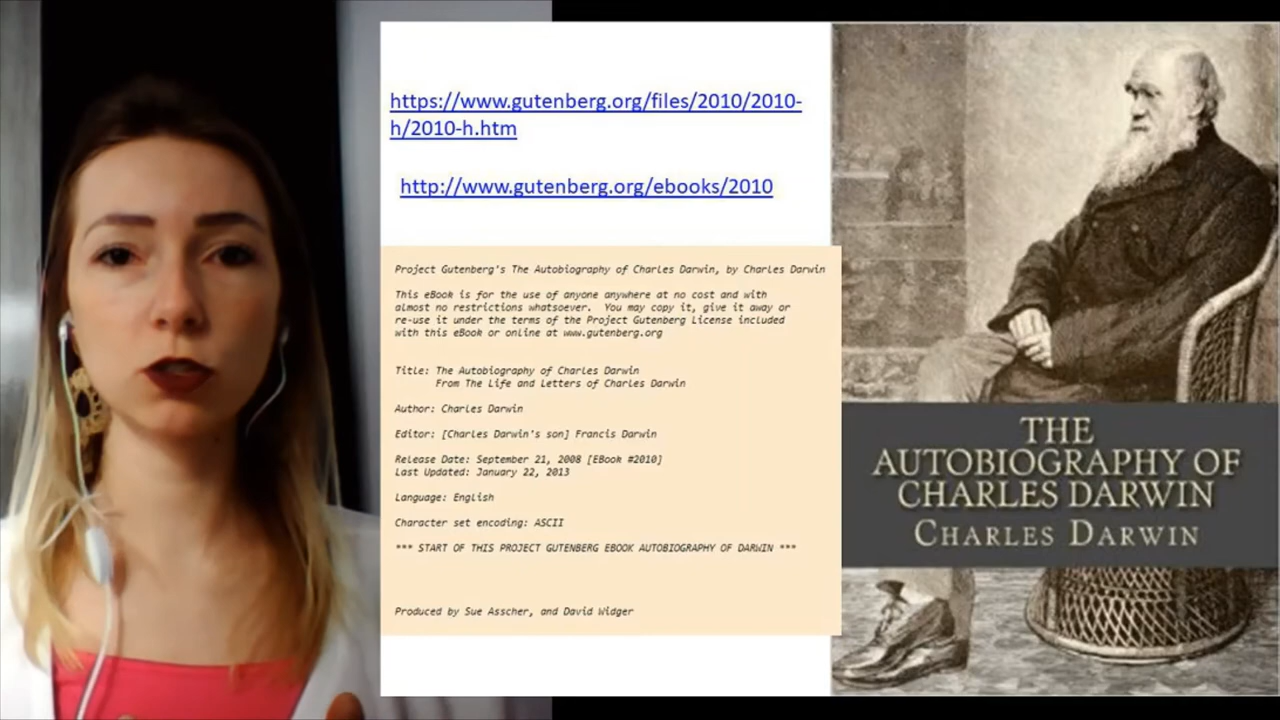 https://www.gutenberg.org/files/2010/2010-
h/2010-h.htm
http://www.gutenberg.org/ebooks/2010
Project Gutenberg's The Autobiography of Charles Darwin, by Charles Darwin
This eBook is for the use of anyone anywhere at no cost and with
almost no restrictions whatsoever.  You may copy it, give it away or
re-use it under the terms of the Project Gutenberg License included
with this eBook or online at www.gutenberg.org
Title: The Autobiography of Charles Darwin
From The Life and Letters of Charles Darwin
Author: Charles Darwin
Editor: [Charles Darwin's son] Francis Darwin
Release Date: September 21, 2008 [EBook #2010]
Last Updated: January 22, 2013
Language: English
Character set encoding: ASCII
*** START OF THIS PROJECT GUTENBERG EBOOK AUTOBIOGRAPHY OF DARWIN ***
Produced by Sue Asscher, and David Widger
THE
AUTOBIOGRAPHY OF
CHARLES DARWIN
CHARLES DARWIN